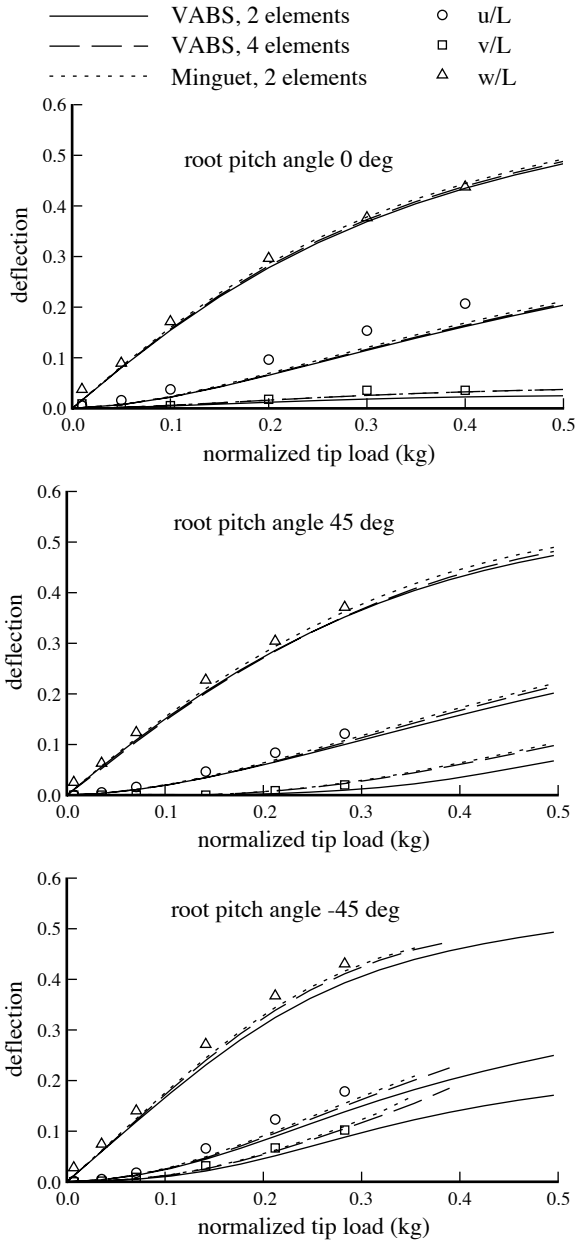 VABS, 2 elements u/L
VABS, 4 elements v/L
Minguet, 2 elements w/L
0.6
root pitch angle 0 deg
0.5
0.4
deflection
0.3
0.2
0.1
0.0
0.0 0.1 0.2 0.3 0.4 0.5
normalized tip load (kg)
0.6
root pitch angle 45 deg
0.5
0.4
deflection
0.3
0.2
0.1
0.0
0.0 0.1 0.2 0.3 0.4 0.5
normalized tip load (kg)
0.6
root pitch angle -45 deg
0.5
0.4
deflection
0.3
0.2
0.1
0.0
0.0 0.1 0.2 0.3 0.4 0.5
normalized tip load (kg)